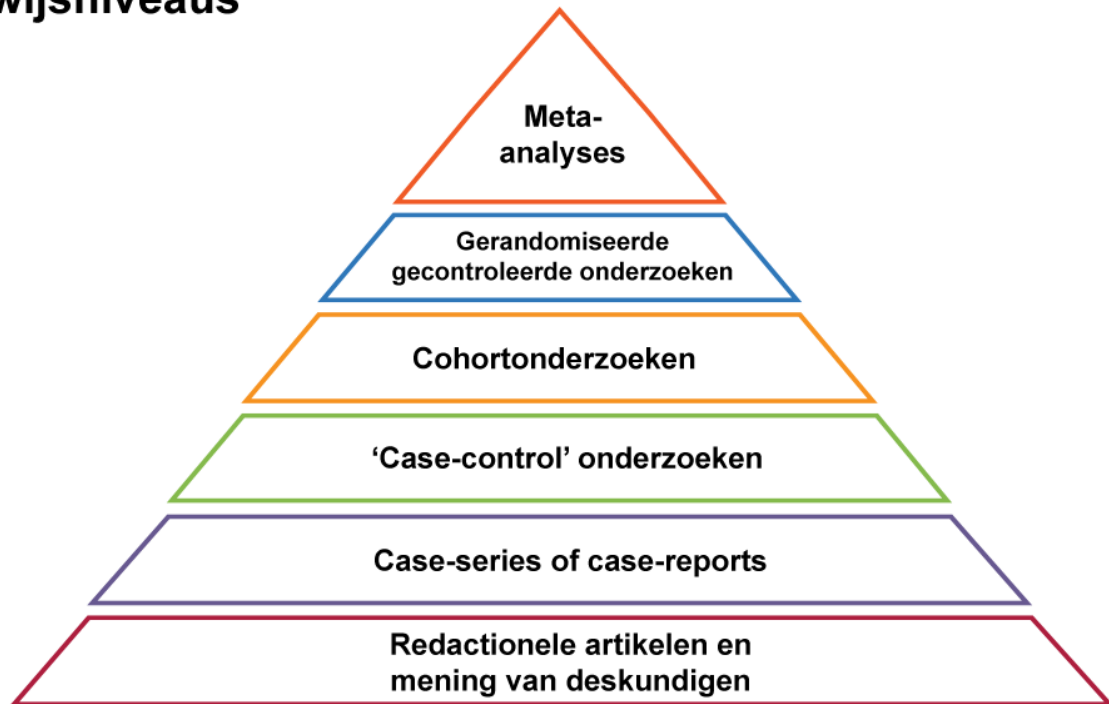 wijsniveaus
Meta-
analyses
Gerandomiseerde
gecontroleerde onderzoeken
Cohortonderzoeken
‘Case-control’ onderzoeken
Case-series of case-reports
Redactionele artikelen en
mening van deskundigen